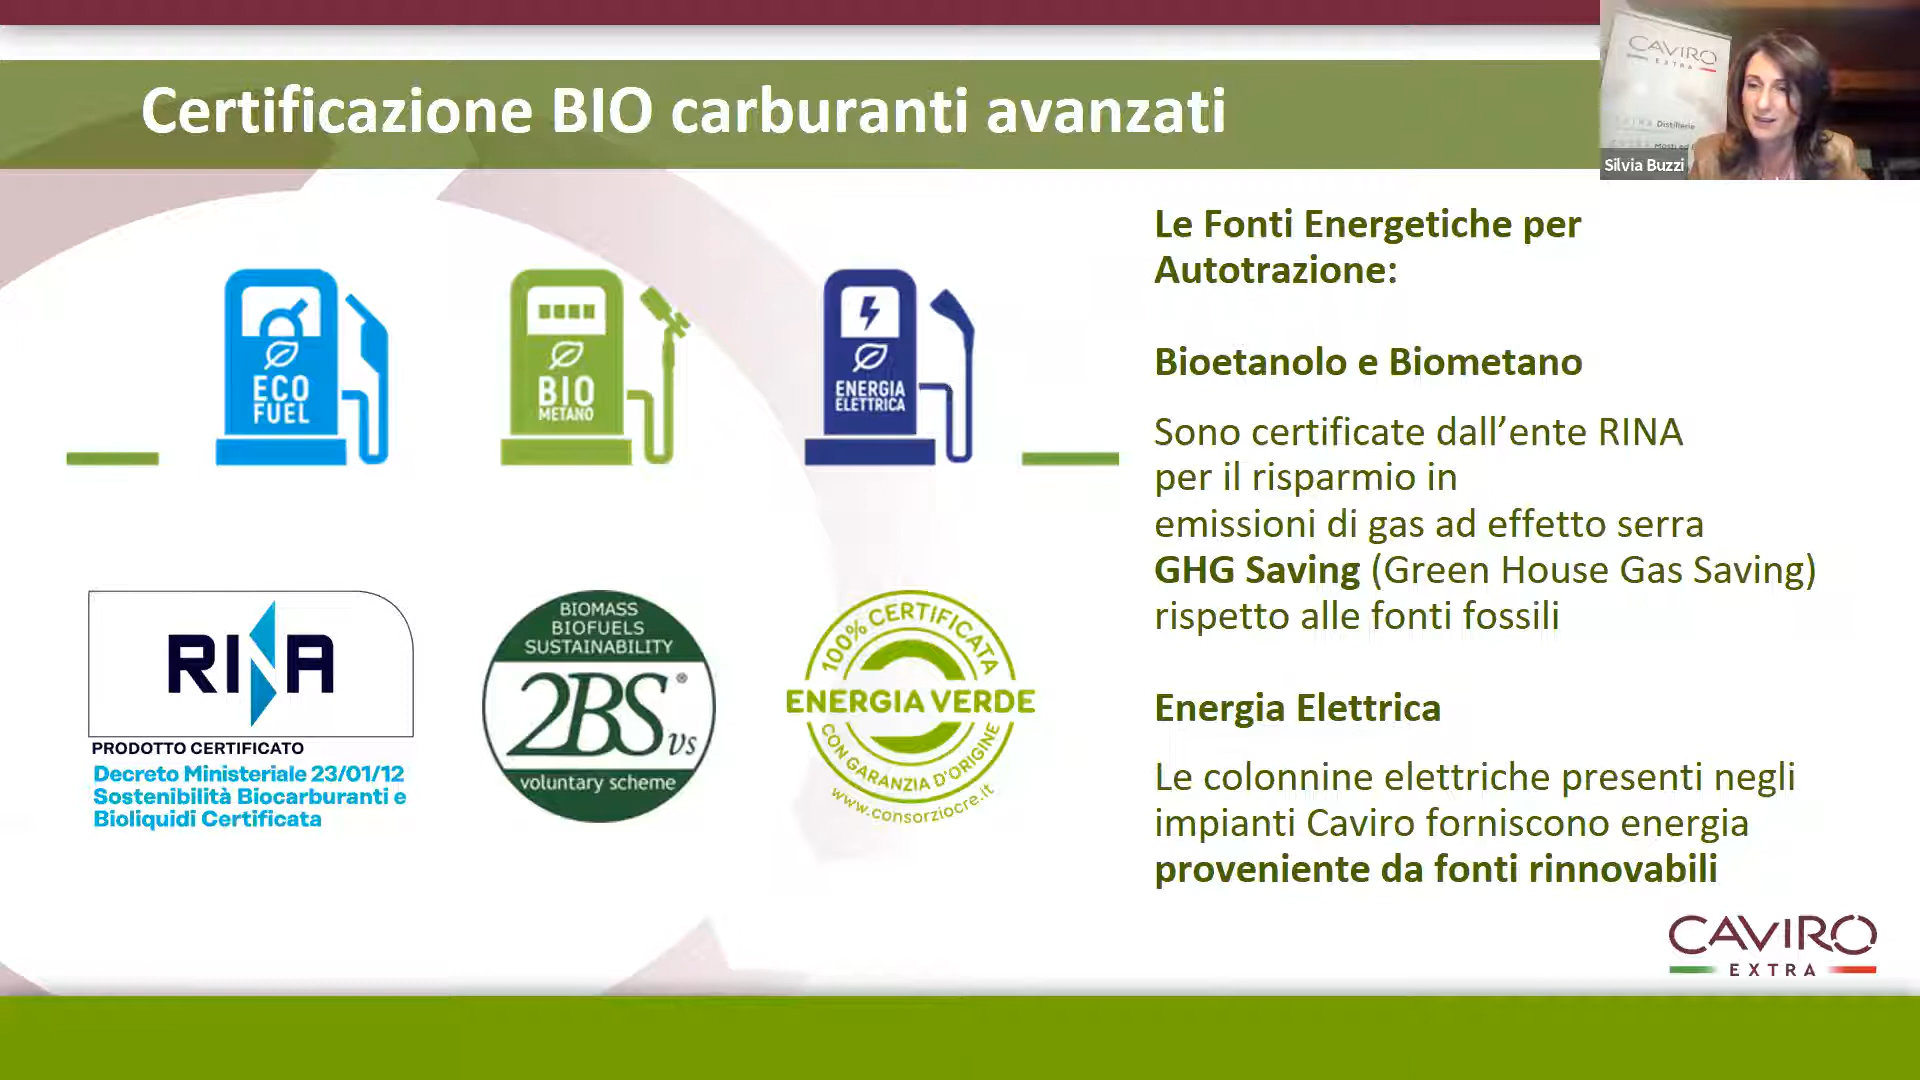 Certificazione BIO carburanti avanzati
CAVIRO
EXTRA
Distillerie
Silvia Buzzi
ECO
FUEL
BIO
METANO
ENERGIA
ELETTRICA
RINA
PRODOTTO CERTIFICATO
Decreto Ministeriale 23/01/12
Sostenibilità Biocarburanti e
Bioliquidi Certificata
BIOMASS
BIOFUELS
SUSTAINABILITY
2BS®
vs
voluntary scheme
100% CERTIFICATA
ENERGIA VERDE
CON GARANZIA D'ORIGINE
www.consorziocre.it
Le Fonti Energetiche per
Autotrazione:
Bioetanolo e Biometano
Sono certificate dall’ente RINA
per il risparmio in
emissioni di gas ad effetto serra
GHG Saving (Green House Gas Saving)
rispetto alle fonti fossili
Energia Elettrica
Le colonnine elettriche presenti negli
impianti Caviro forniscono energia
proveniente da fonti rinnovabili
CAVIRO
EXTRA